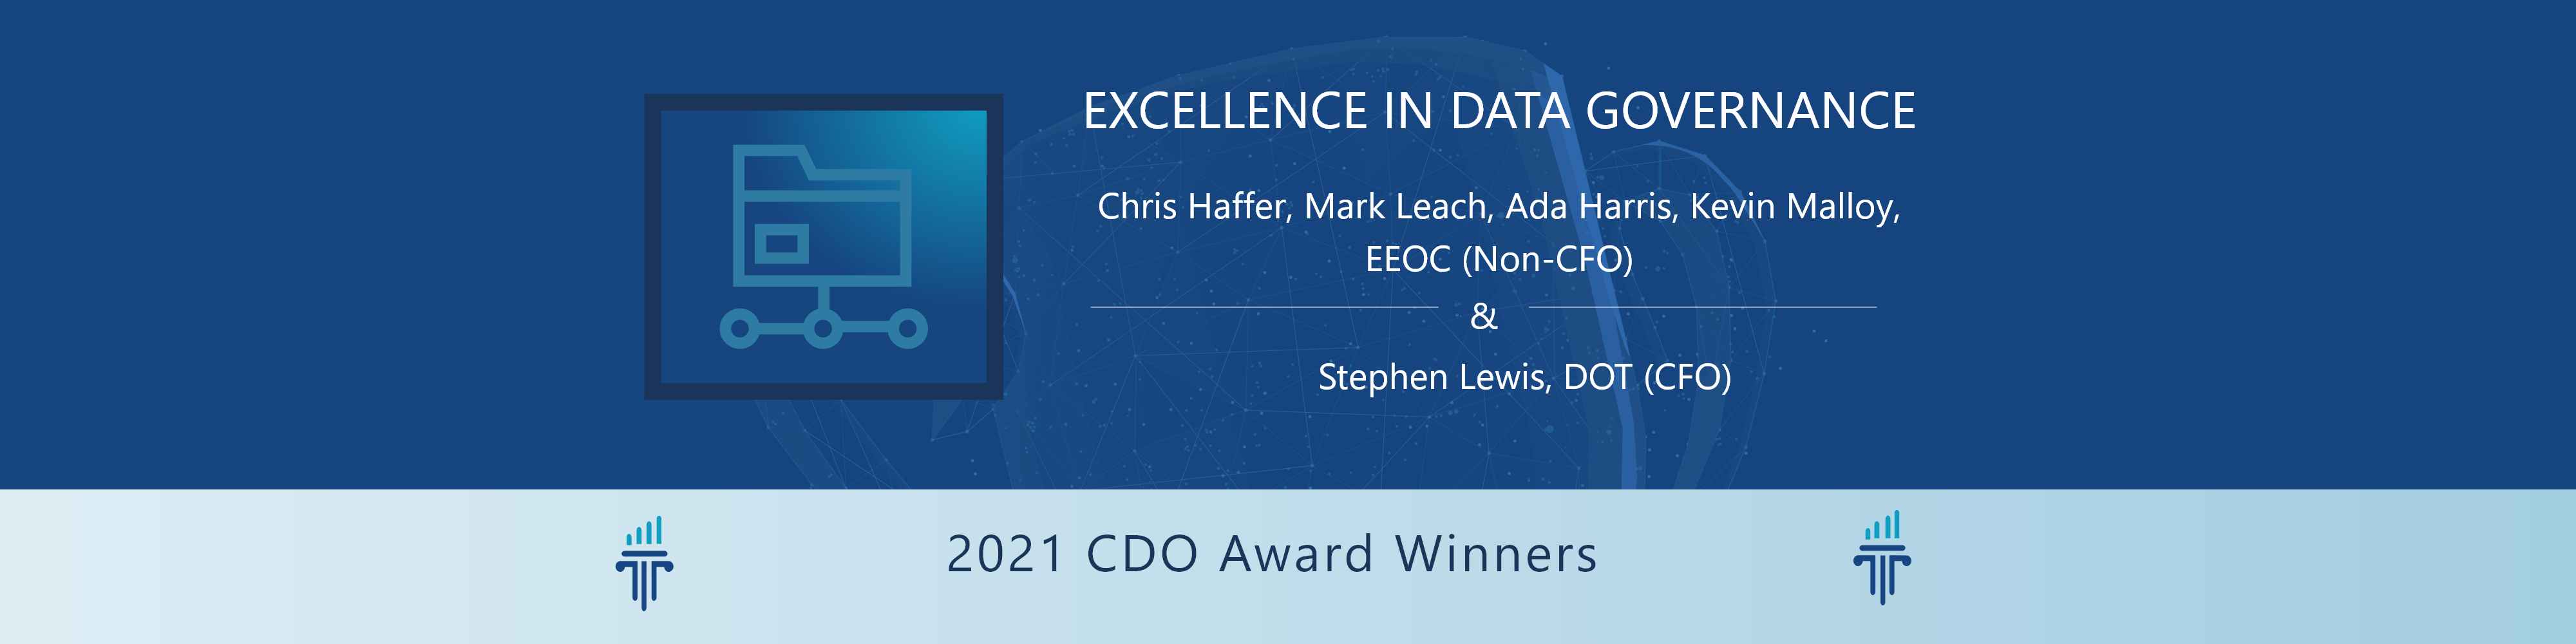 EXCELLENCE IN DATA GOVERNANCE
Chris Haffer, Mark Leach, Ada Harris, Kevin Malloy,
EEOC (Non-CFO)
&
Stephen Lewis, DOT (CFO)
2021 CDO Award Winners